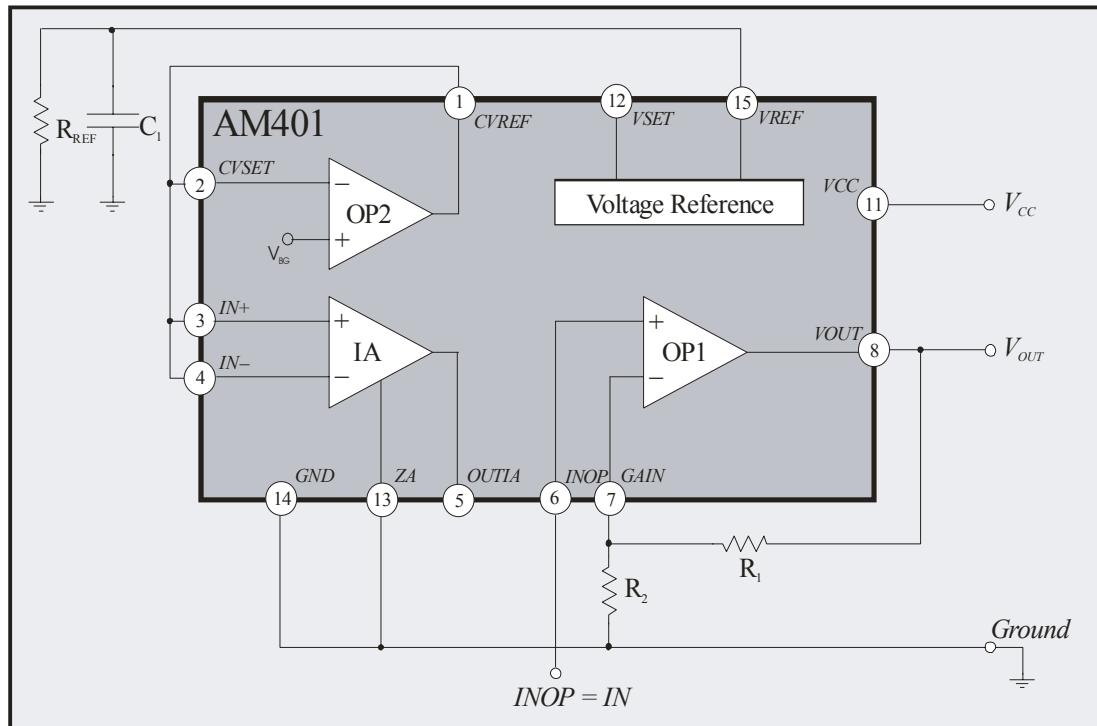 1
12
15
AM401
CVREF
VSET
VREF
R_REF
C_1
CVSET
2
−
OP2
V_BG
+
Voltage Reference
VCC
11
V_CC
IN+
3
+
IA
IN−
4
−
+
OP1
−
VOUT
8
V_OUT
GND
ZA
OUTIA
INOP
GAIN
14
13
5
6
7
R_1
R_2
Ground
INOP = IN